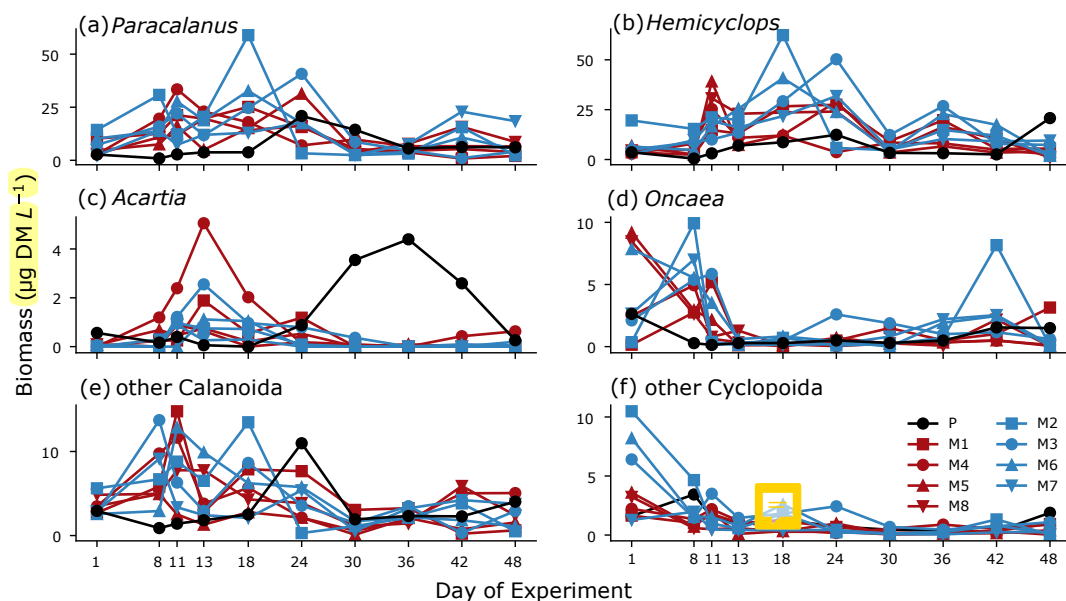 (a) Paracalanus
(b) Hemicyclops
50
25
0
50
25
0
(c) Acartia
(d) Oncaea
4
2
0
10
5
0
Biomass (µg DM L⁻¹)
(e) other Calanoida
(f) other Cyclopoida
10
0
10
5
0
P
M1
M4
M5
M8
M2
M3
M6
M7
1 8 11 13 18 24 30 36 42 48
1 8 11 13 18 24 30 36 42 48
Day of Experiment